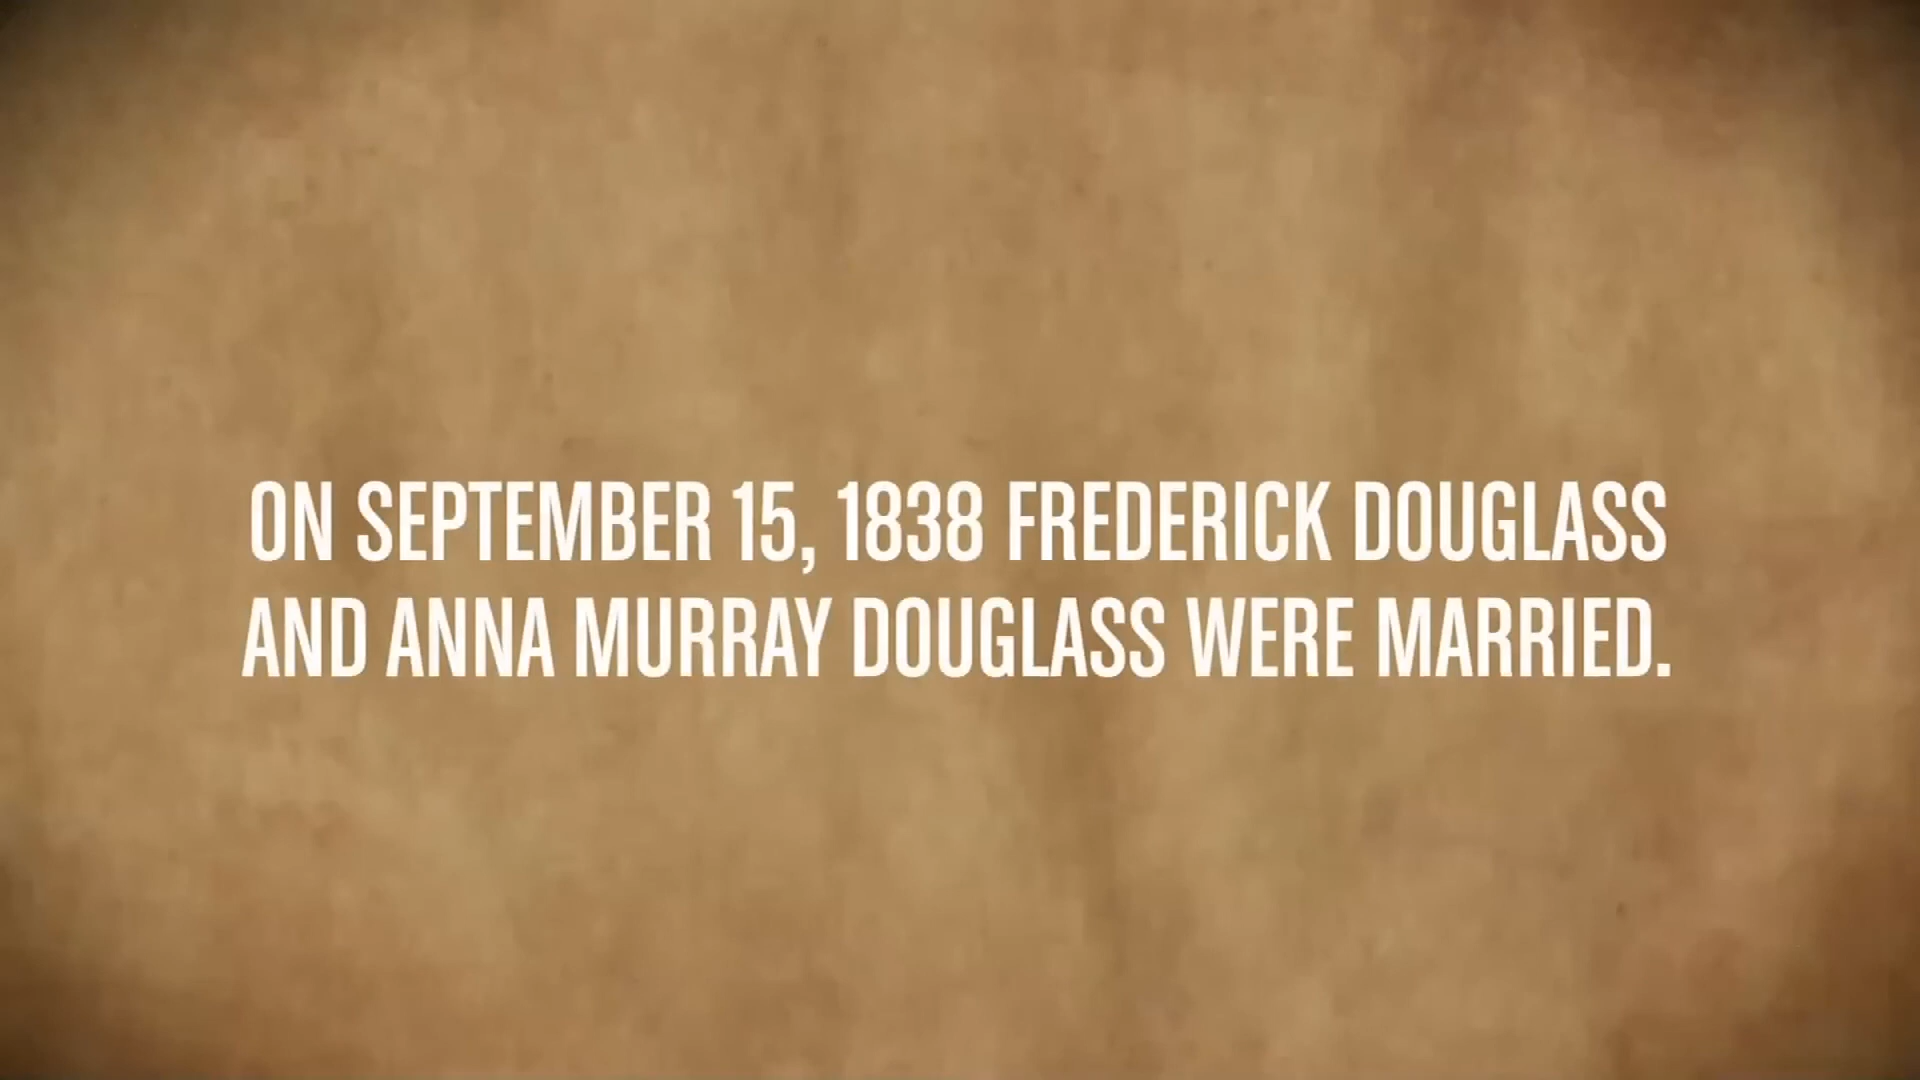 ON SEPTEMBER 15, 1838 FREDERICK DOUGLASS
AND ANNA MURRAY DOUGLASS WERE MARRIED.